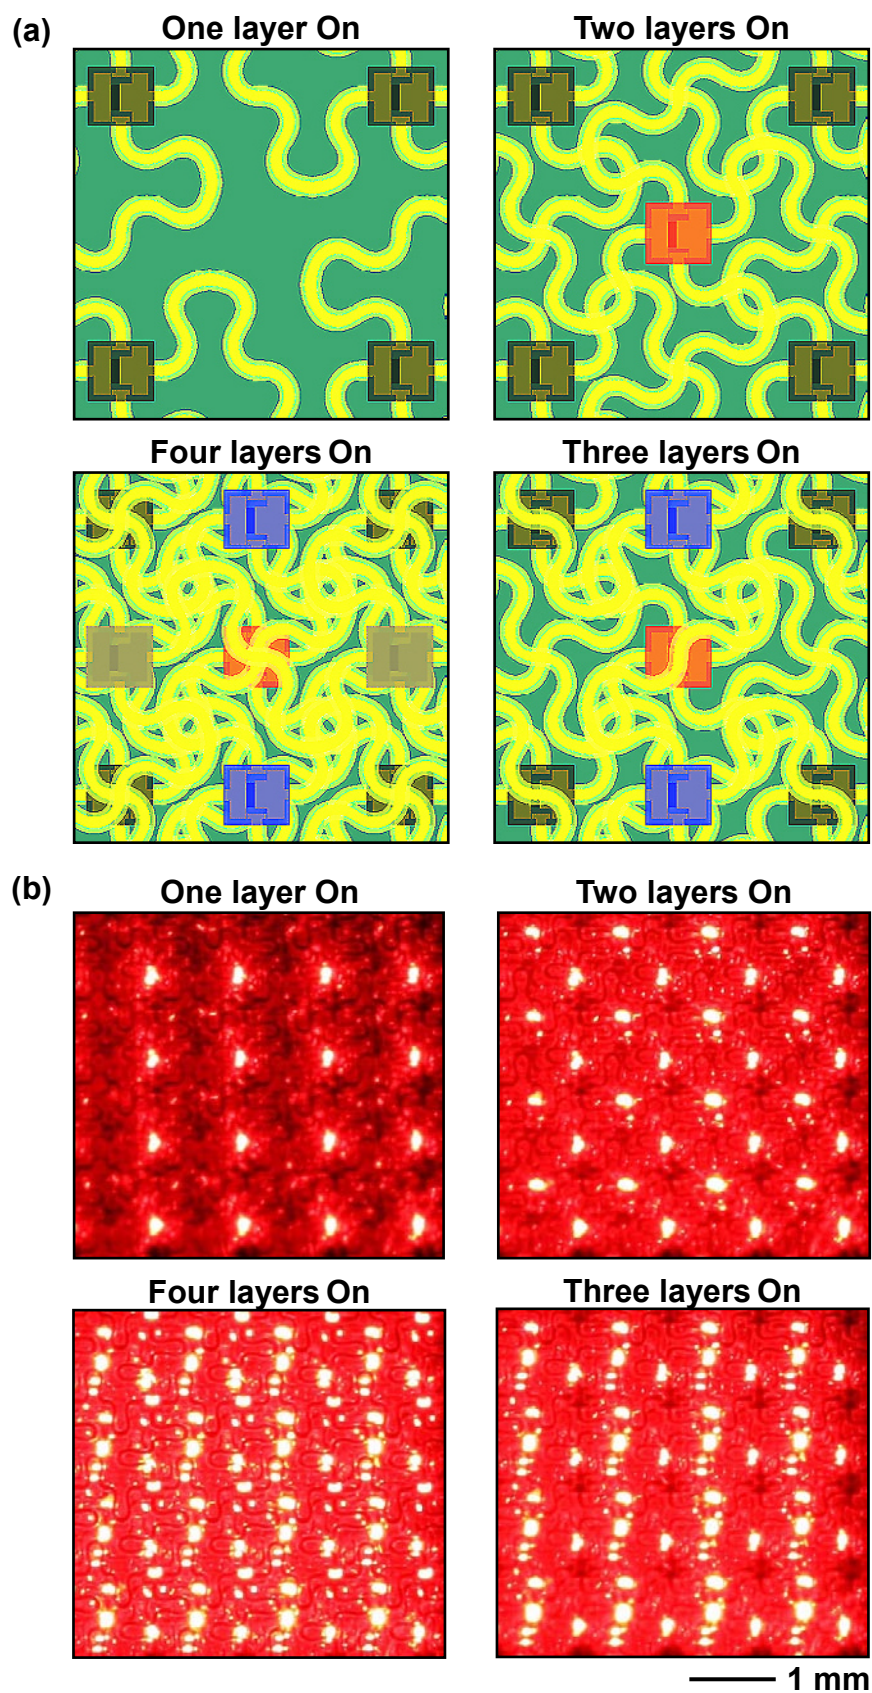 (a)
One layer On
Two layers On
Four layers On
Three layers On
(b)
One layer On
Two layers On
Four layers On
Three layers On
1 mm